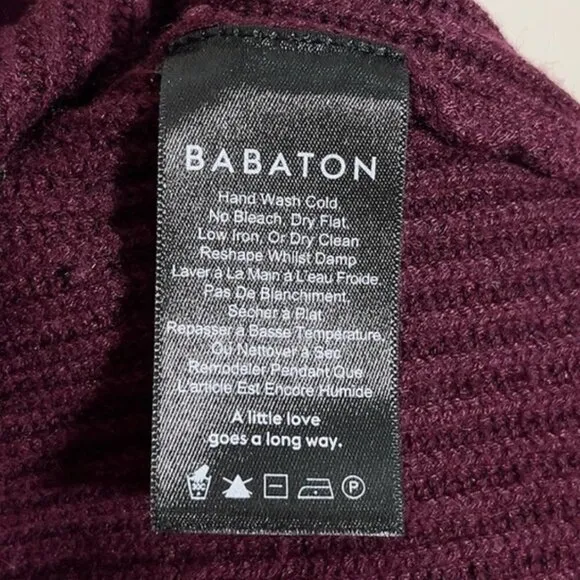 BABATON
Hand Wash Cold,
No Bleach, Dry Flat,
Low Iron, Or Dry Clean
Reshape Whilst Damp
Laver à La Main à L'eau Froide,
Pas De Blanchiment,
Sécher à Plat,
Repasser à Basse Température,
Ou Nettoyer à Sec
Remodeler Pendant Que
L'article Est Encore Humide
A little love
goes a long way.
P